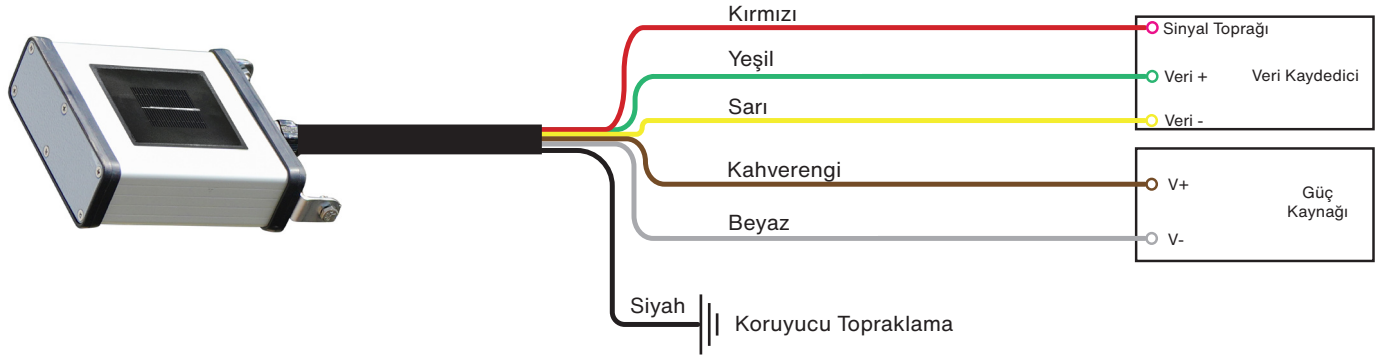 Kırmızı
Sinyal Toprağı
Yeşil
Veri +
Veri Kaydedici
Sarı
Veri -
Kahverengi
V+
Güç
Kaynağı
Beyaz
V-
Siyah
Koruyucu Topraklama